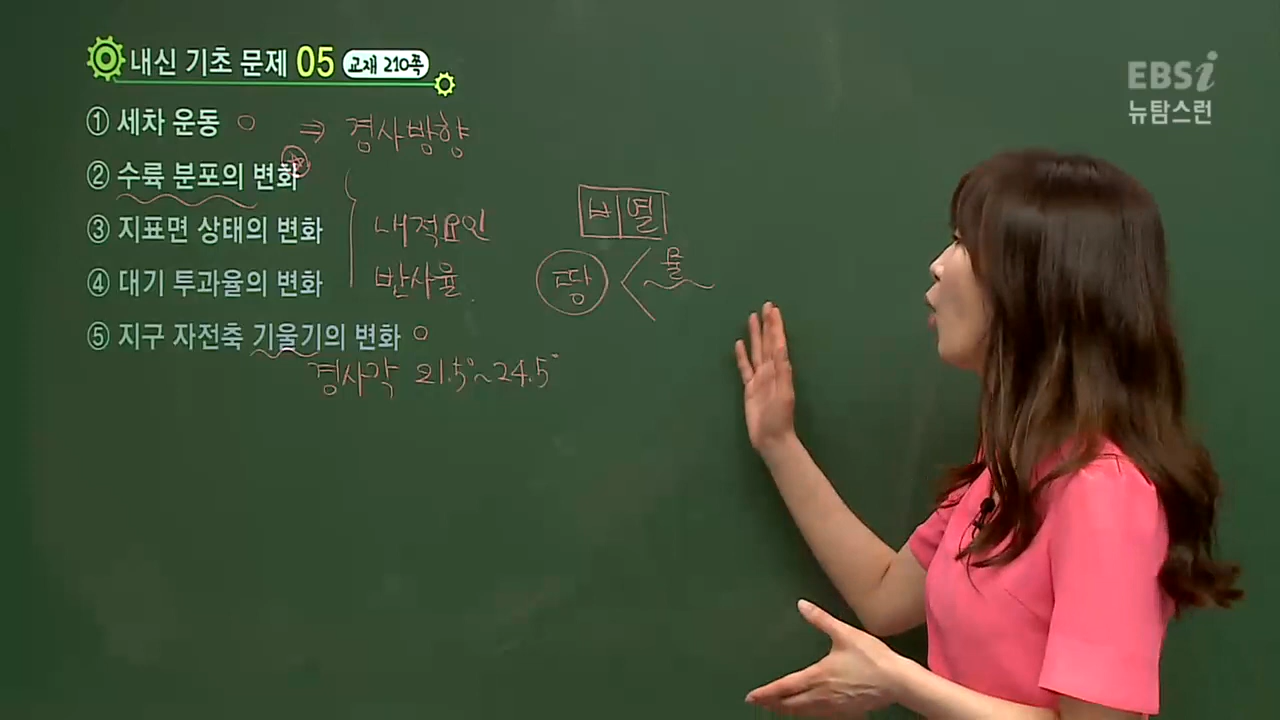 내신 기초 문제 05 교재 210쪽
EBSi
뉴탐스런
① 세차 운동 ○ ⇒ 경사방향
② 수륙 분포의 변화
③ 지표면 상태의 변화
④ 대기 투과율의 변화
⑤ 지구 자전축 기울기의 변화 ○
내적요인
반사율
경사각 21.5°~24.5°
비열
땅 < 물